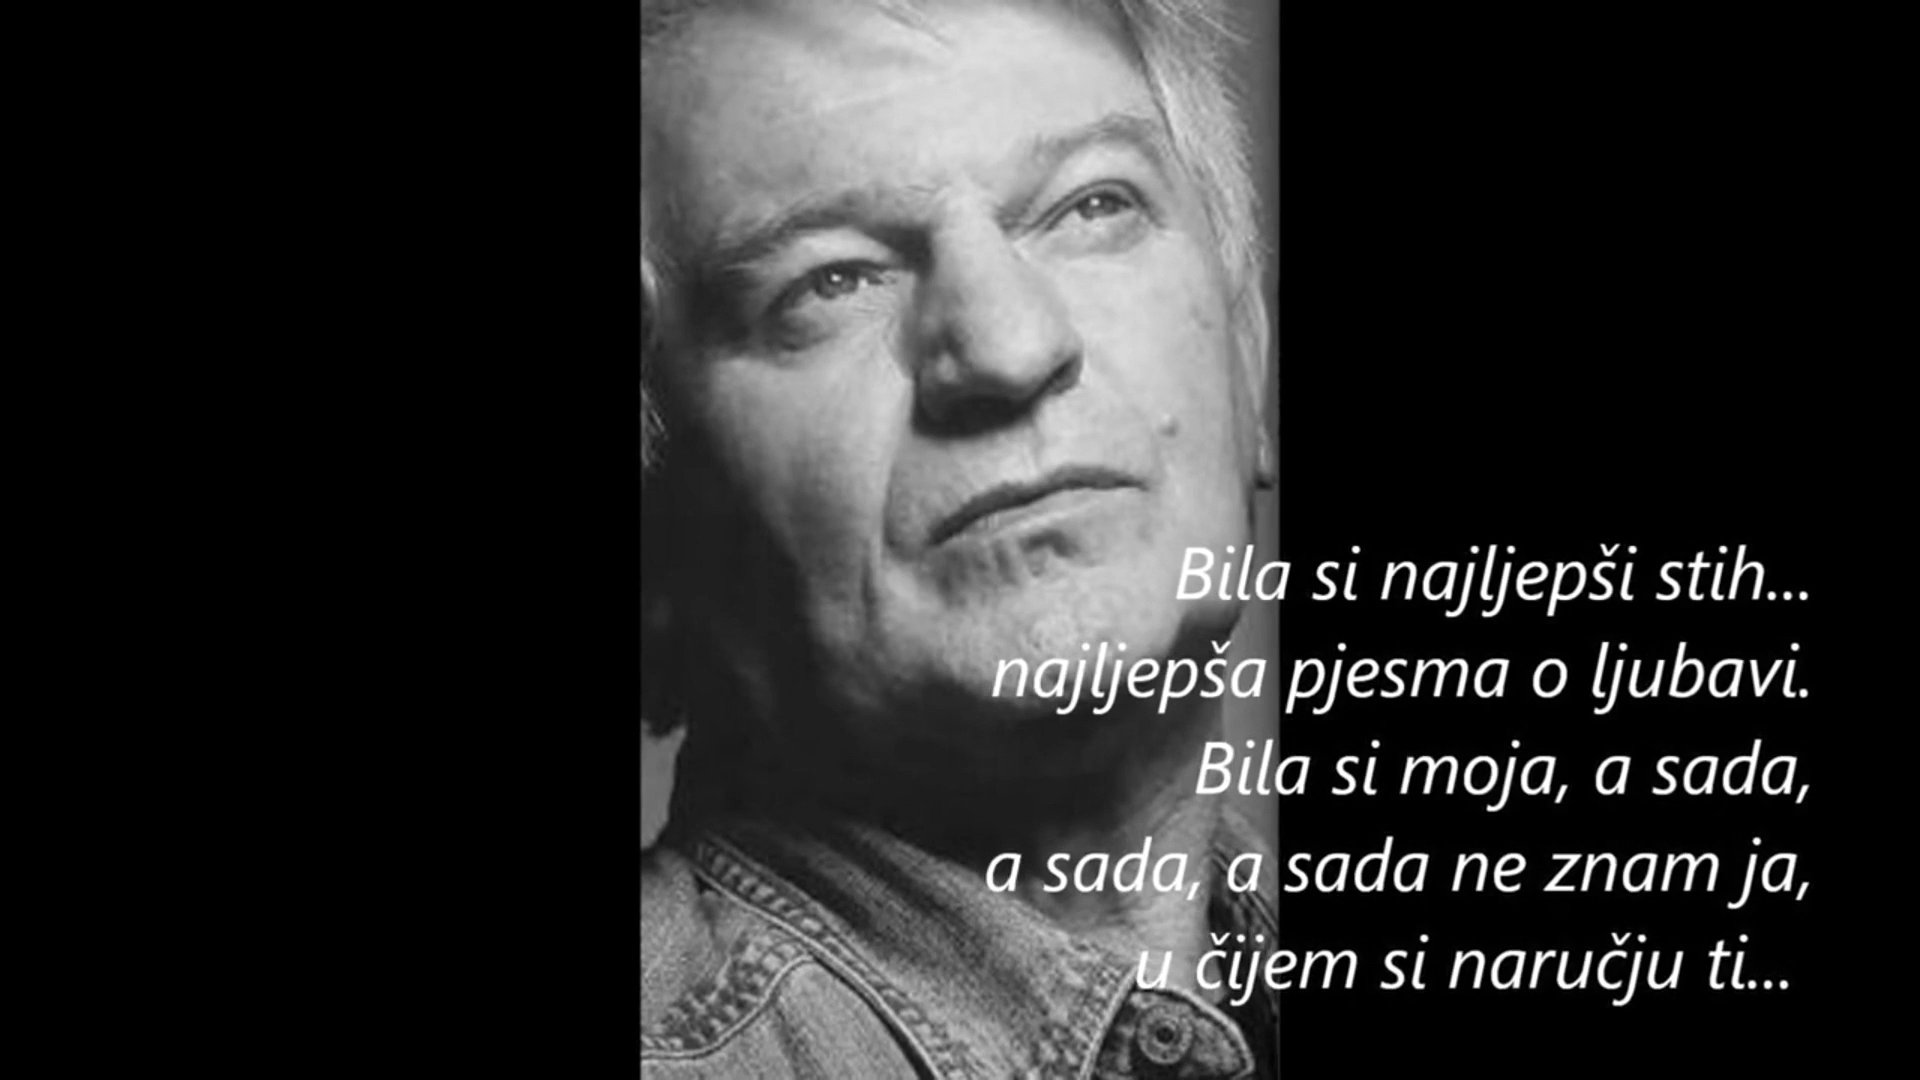 Bila si najljepši stih...
najljepša pjesma o ljubavi.
Bila si moja, a sada,
a sada, a sada ne znam ja,
u čijem si naručju ti...